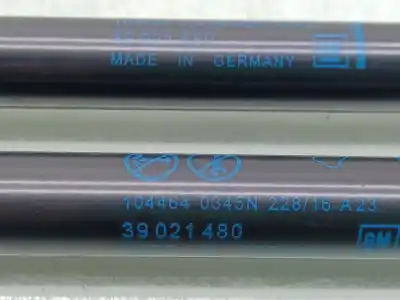 MADE IN GERMANY
104464 0345N 228/16 A23
39 021 480
GM